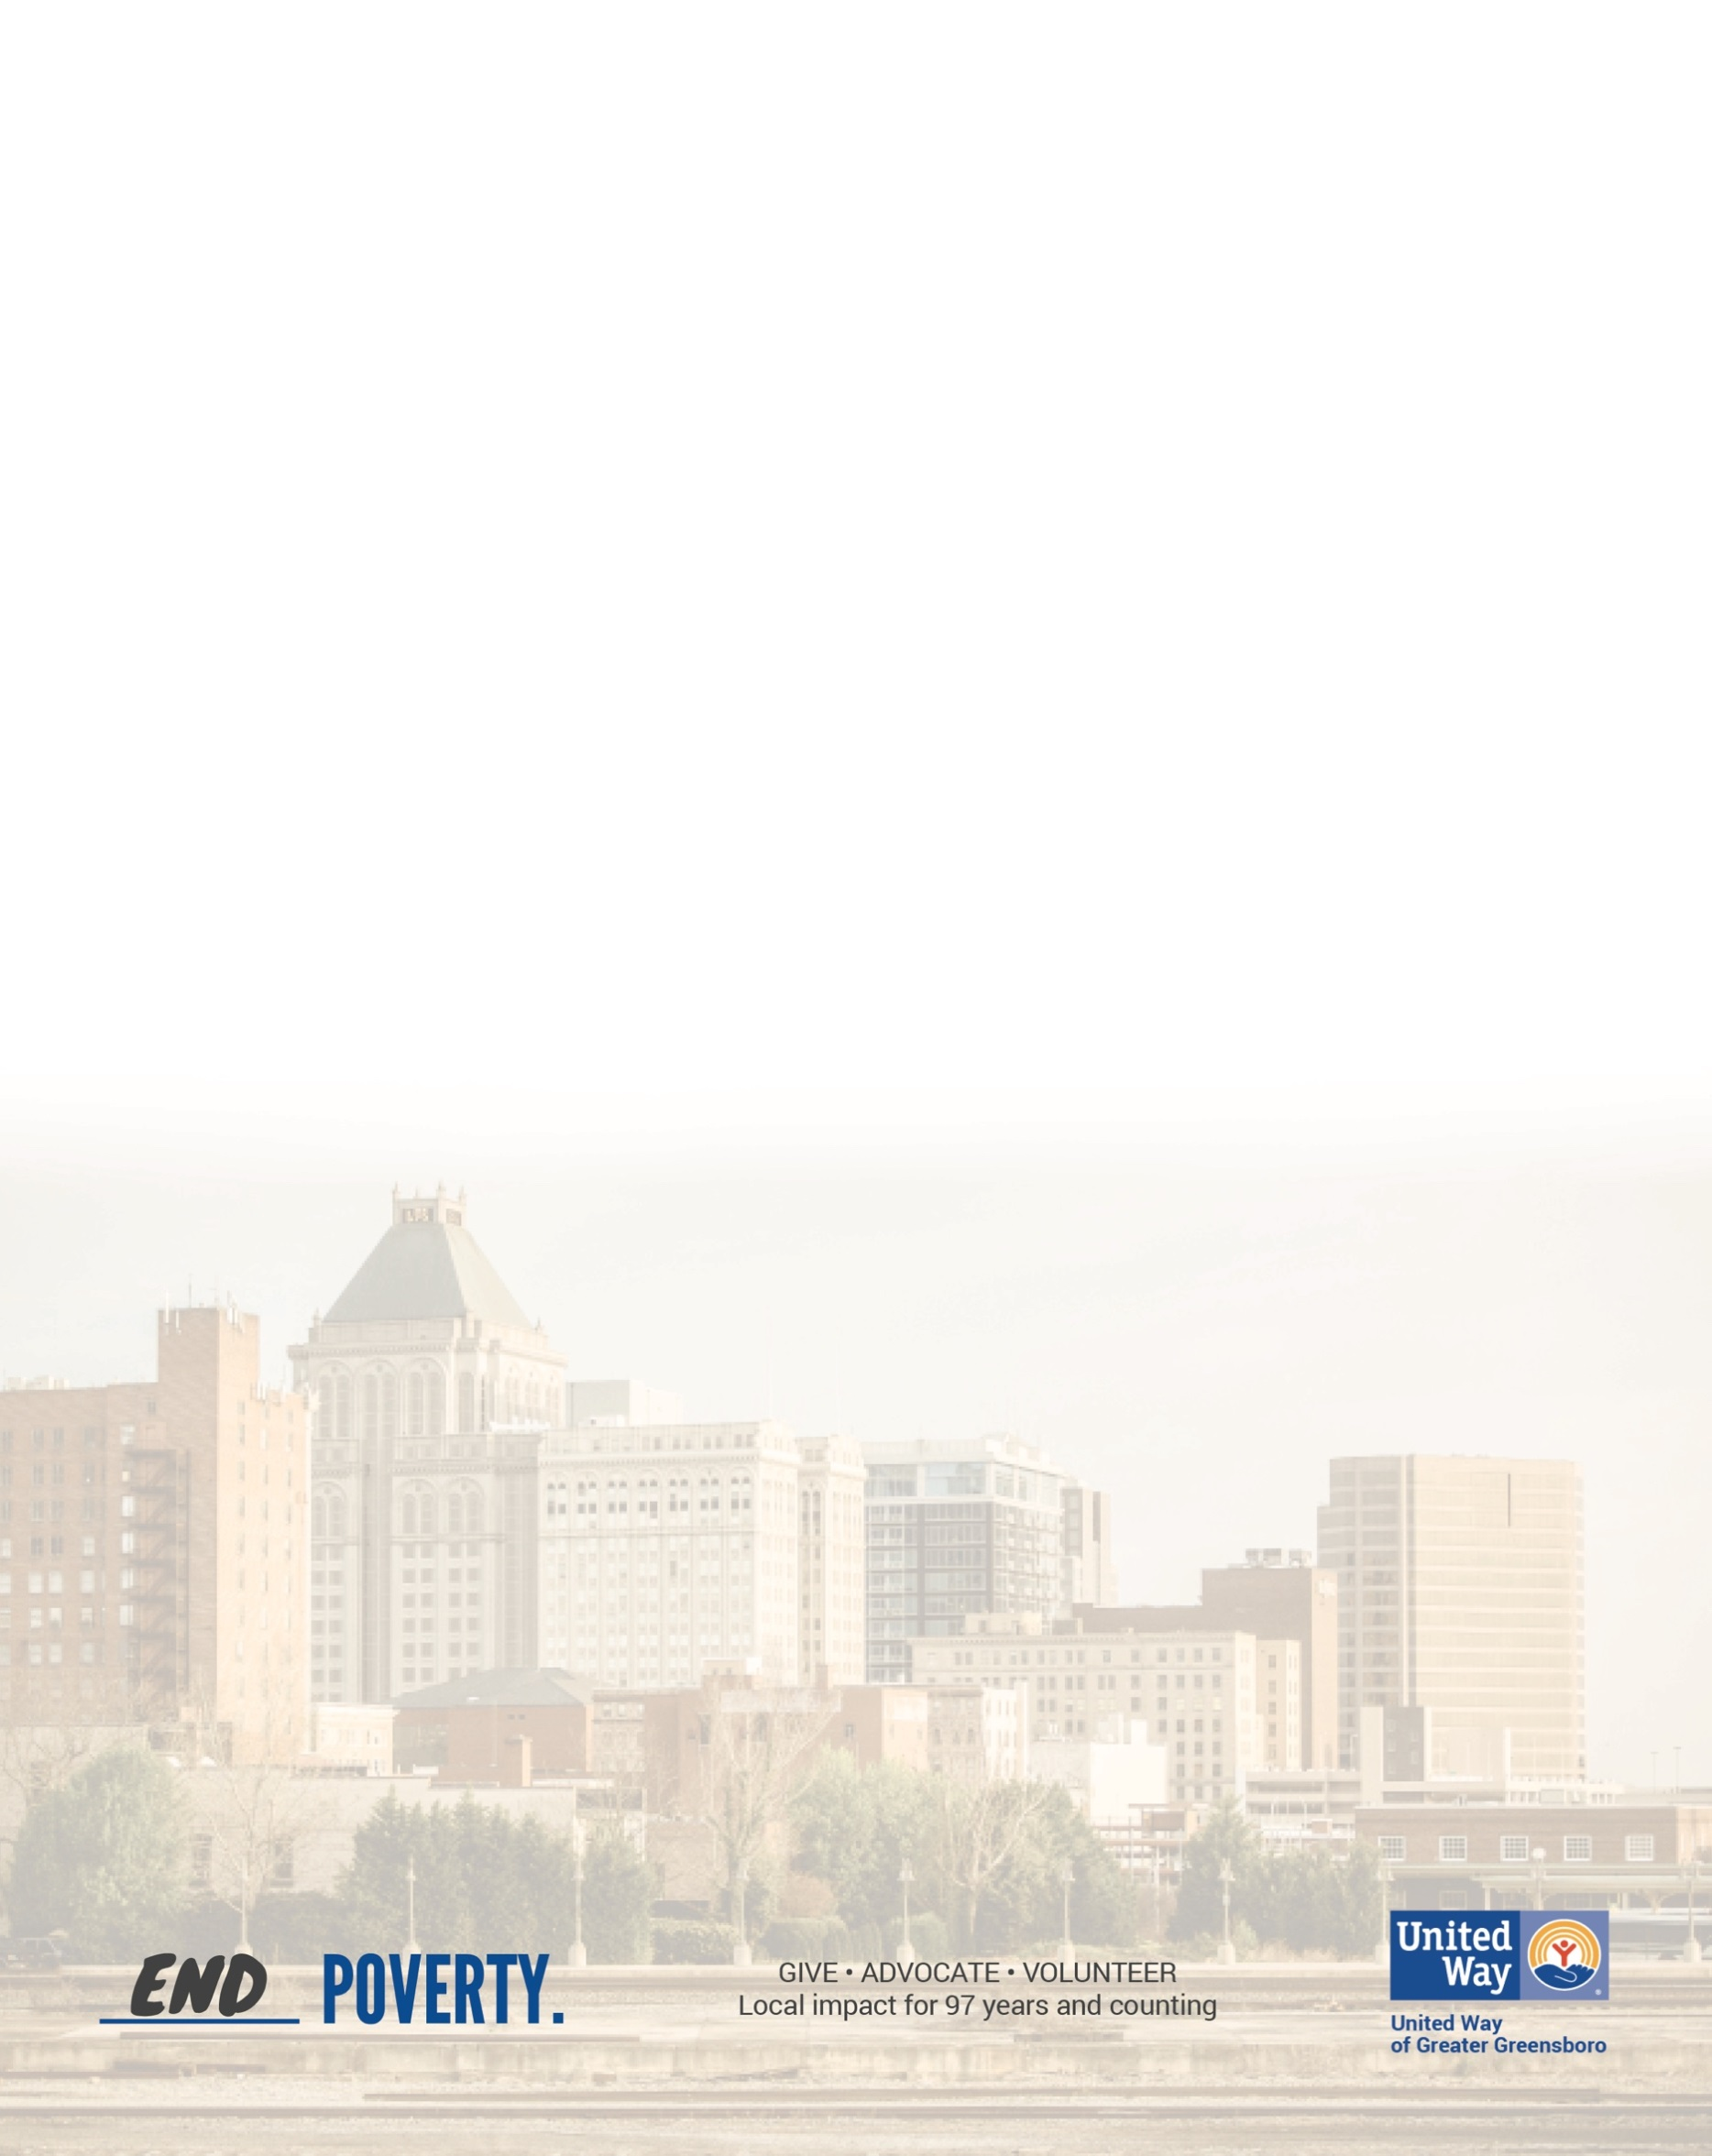 END POVERTY.
GIVE • ADVOCATE • VOLUNTEER
Local impact for 97 years and counting
United
Way
United Way
of Greater Greensboro